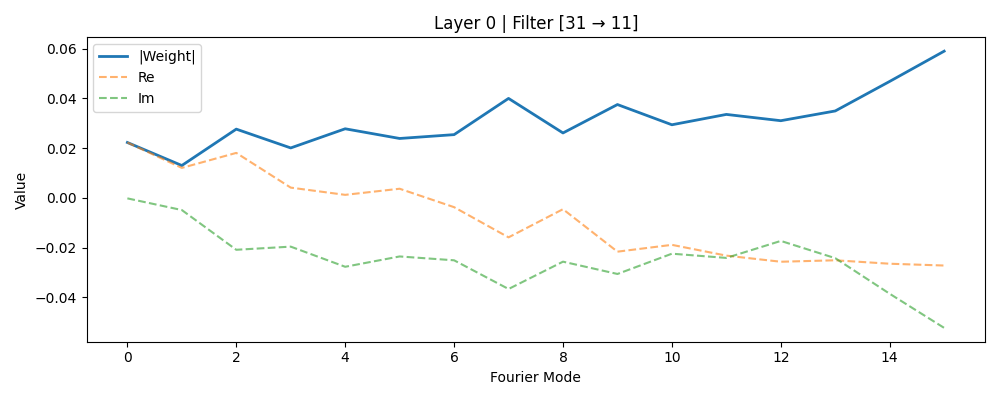 Layer 0 | Filter [31 → 11]
|Weight|
Re
Im
0.06
0.04
0.02
0.00
−0.02
−0.04
Value
0 2 4 6 8 10 12 14
Fourier Mode